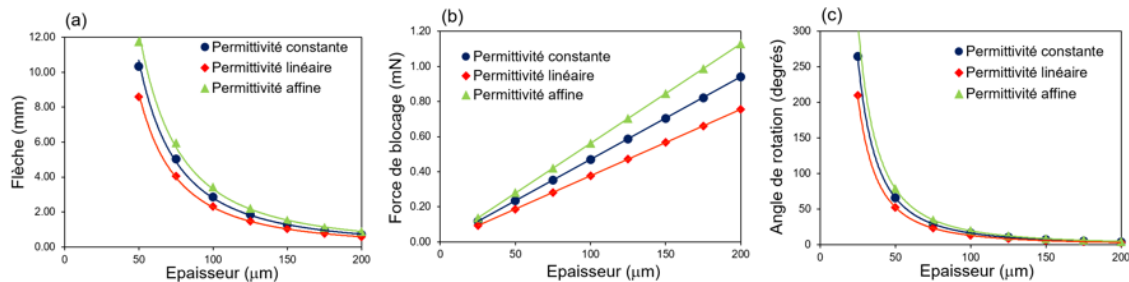 (a)
12.00
10.00
8.00
6.00
4.00
2.00
0.00
0
50
100
150
200
Flèche (mm)
Epaisseur (μm)
Permittivité constante
Permittivité linéaire
Permittivité affine
(b)
1.20
1.00
0.80
0.60
0.40
0.20
0.00
0
50
100
150
200
Force de blocage (mN)
Epaisseur (μm)
Permittivité constante
Permittivité linéaire
Permittivité affine
(c)
300
250
200
150
100
50
0
0
50
100
150
200
Angle de rotation (degrés)
Epaisseur (μm)
Permittivité constante
Permittivité linéaire
Permittivité affine